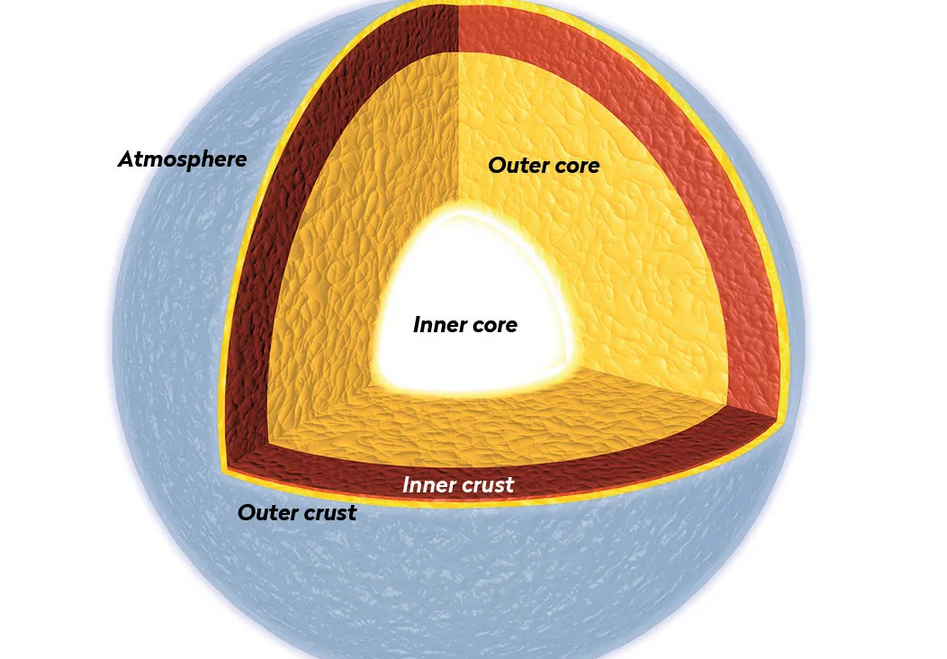 Atmosphere
Outer core
Inner core
Inner crust
Outer crust